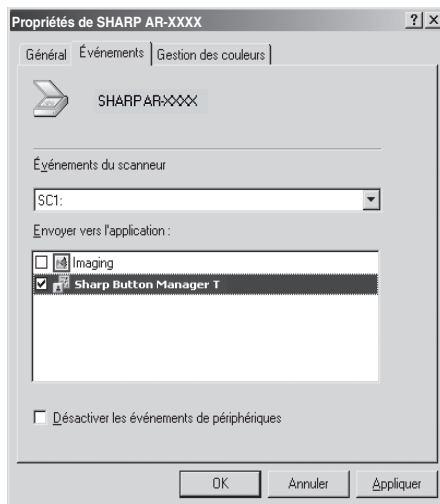 Propriétés de SHARP AR-XXXX
Général Événements Gestion des couleurs
SHARP AR-XXXX
Événements du scanneur
SC1:
Envoyer vers l'application :
Imaging
Sharp Button Manager T
Désactiver les événements de périphériques
OK Annuler Appliquer